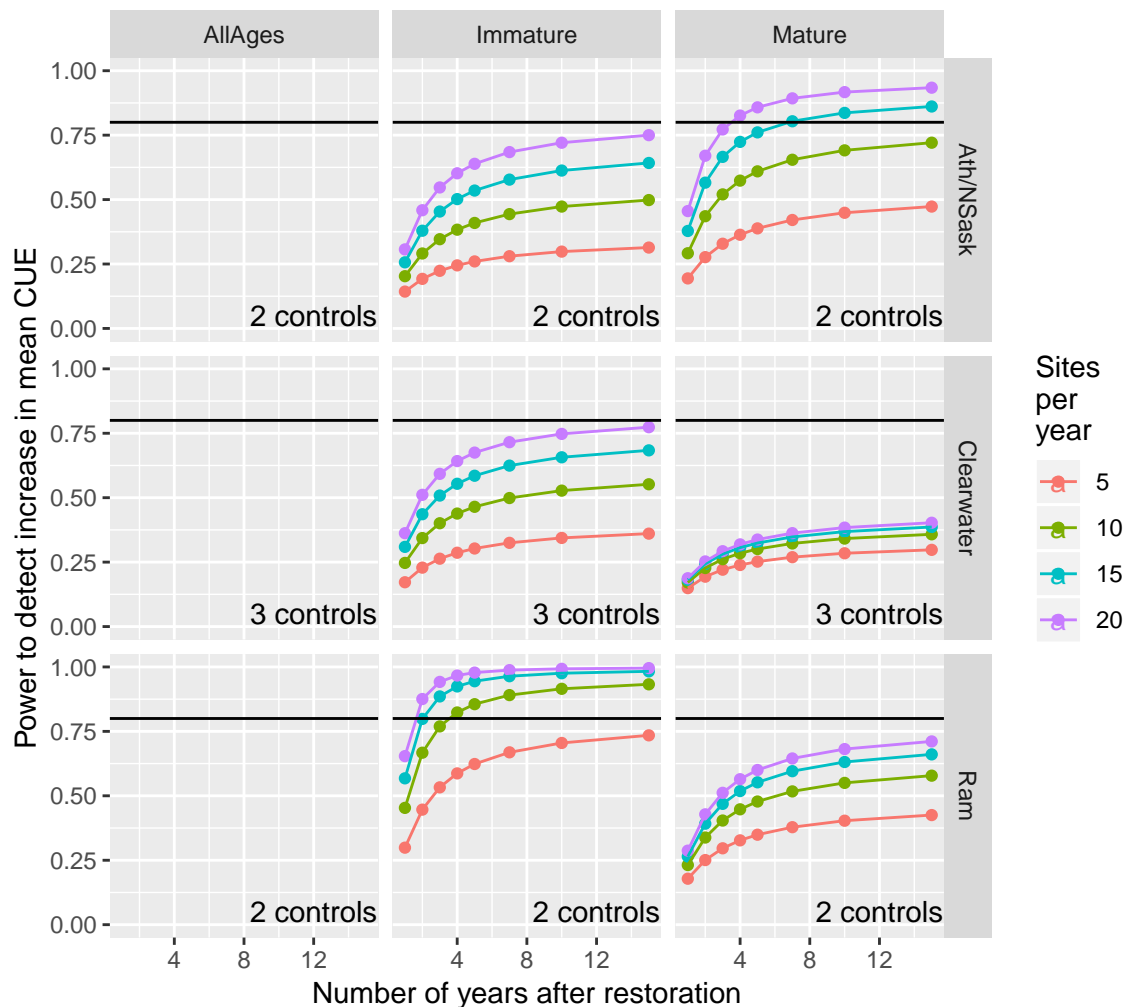 AllAges Immature Mature
Power to detect increase in mean CUE
1.00
0.75
0.50
0.25
0.00
2 controls 2 controls 2 controls
Ath/NSask
1.00
0.75
0.50
0.25
0.00
3 controls 3 controls 3 controls
Clearwater
1.00
0.75
0.50
0.25
0.00
2 controls 2 controls 2 controls
Ram
4 8 12 4 8 12 4 8 12
Number of years after restoration
Sites
per
year
a 5
a 10
a 15
a 20